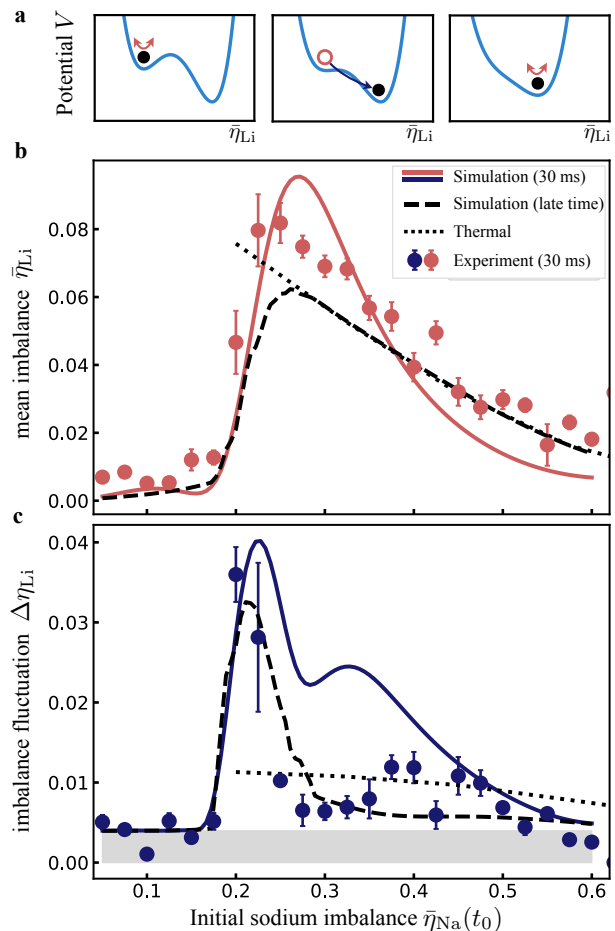 a
Potential V
η̄Li η̄Li η̄Li
b
mean imbalance η̄Li
0.08
0.06
0.04
0.02
0.00
Simulation (30 ms)
Simulation (late time)
Thermal
Experiment (30 ms)
c
imbalance fluctuation Δη̄Li
0.04
0.03
0.02
0.01
0.00
0.1 0.2 0.3 0.4 0.5 0.6
Initial sodium imbalance η̄Na(t0)